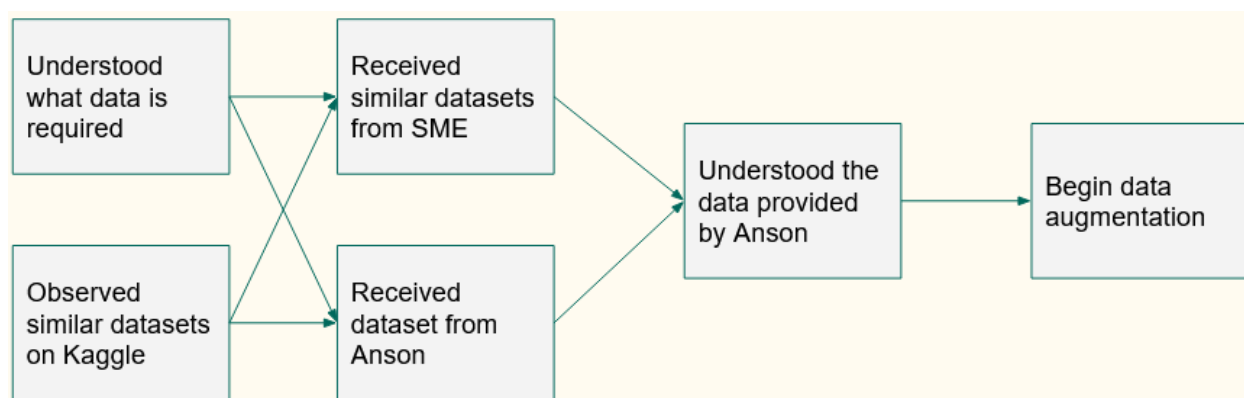 Understood
what data is
required
Received
similar datasets
from SME
Understood the
data provided
by Anson
Begin data
augmentation
Observed
similar datasets
on Kaggle
Received
dataset from
Anson